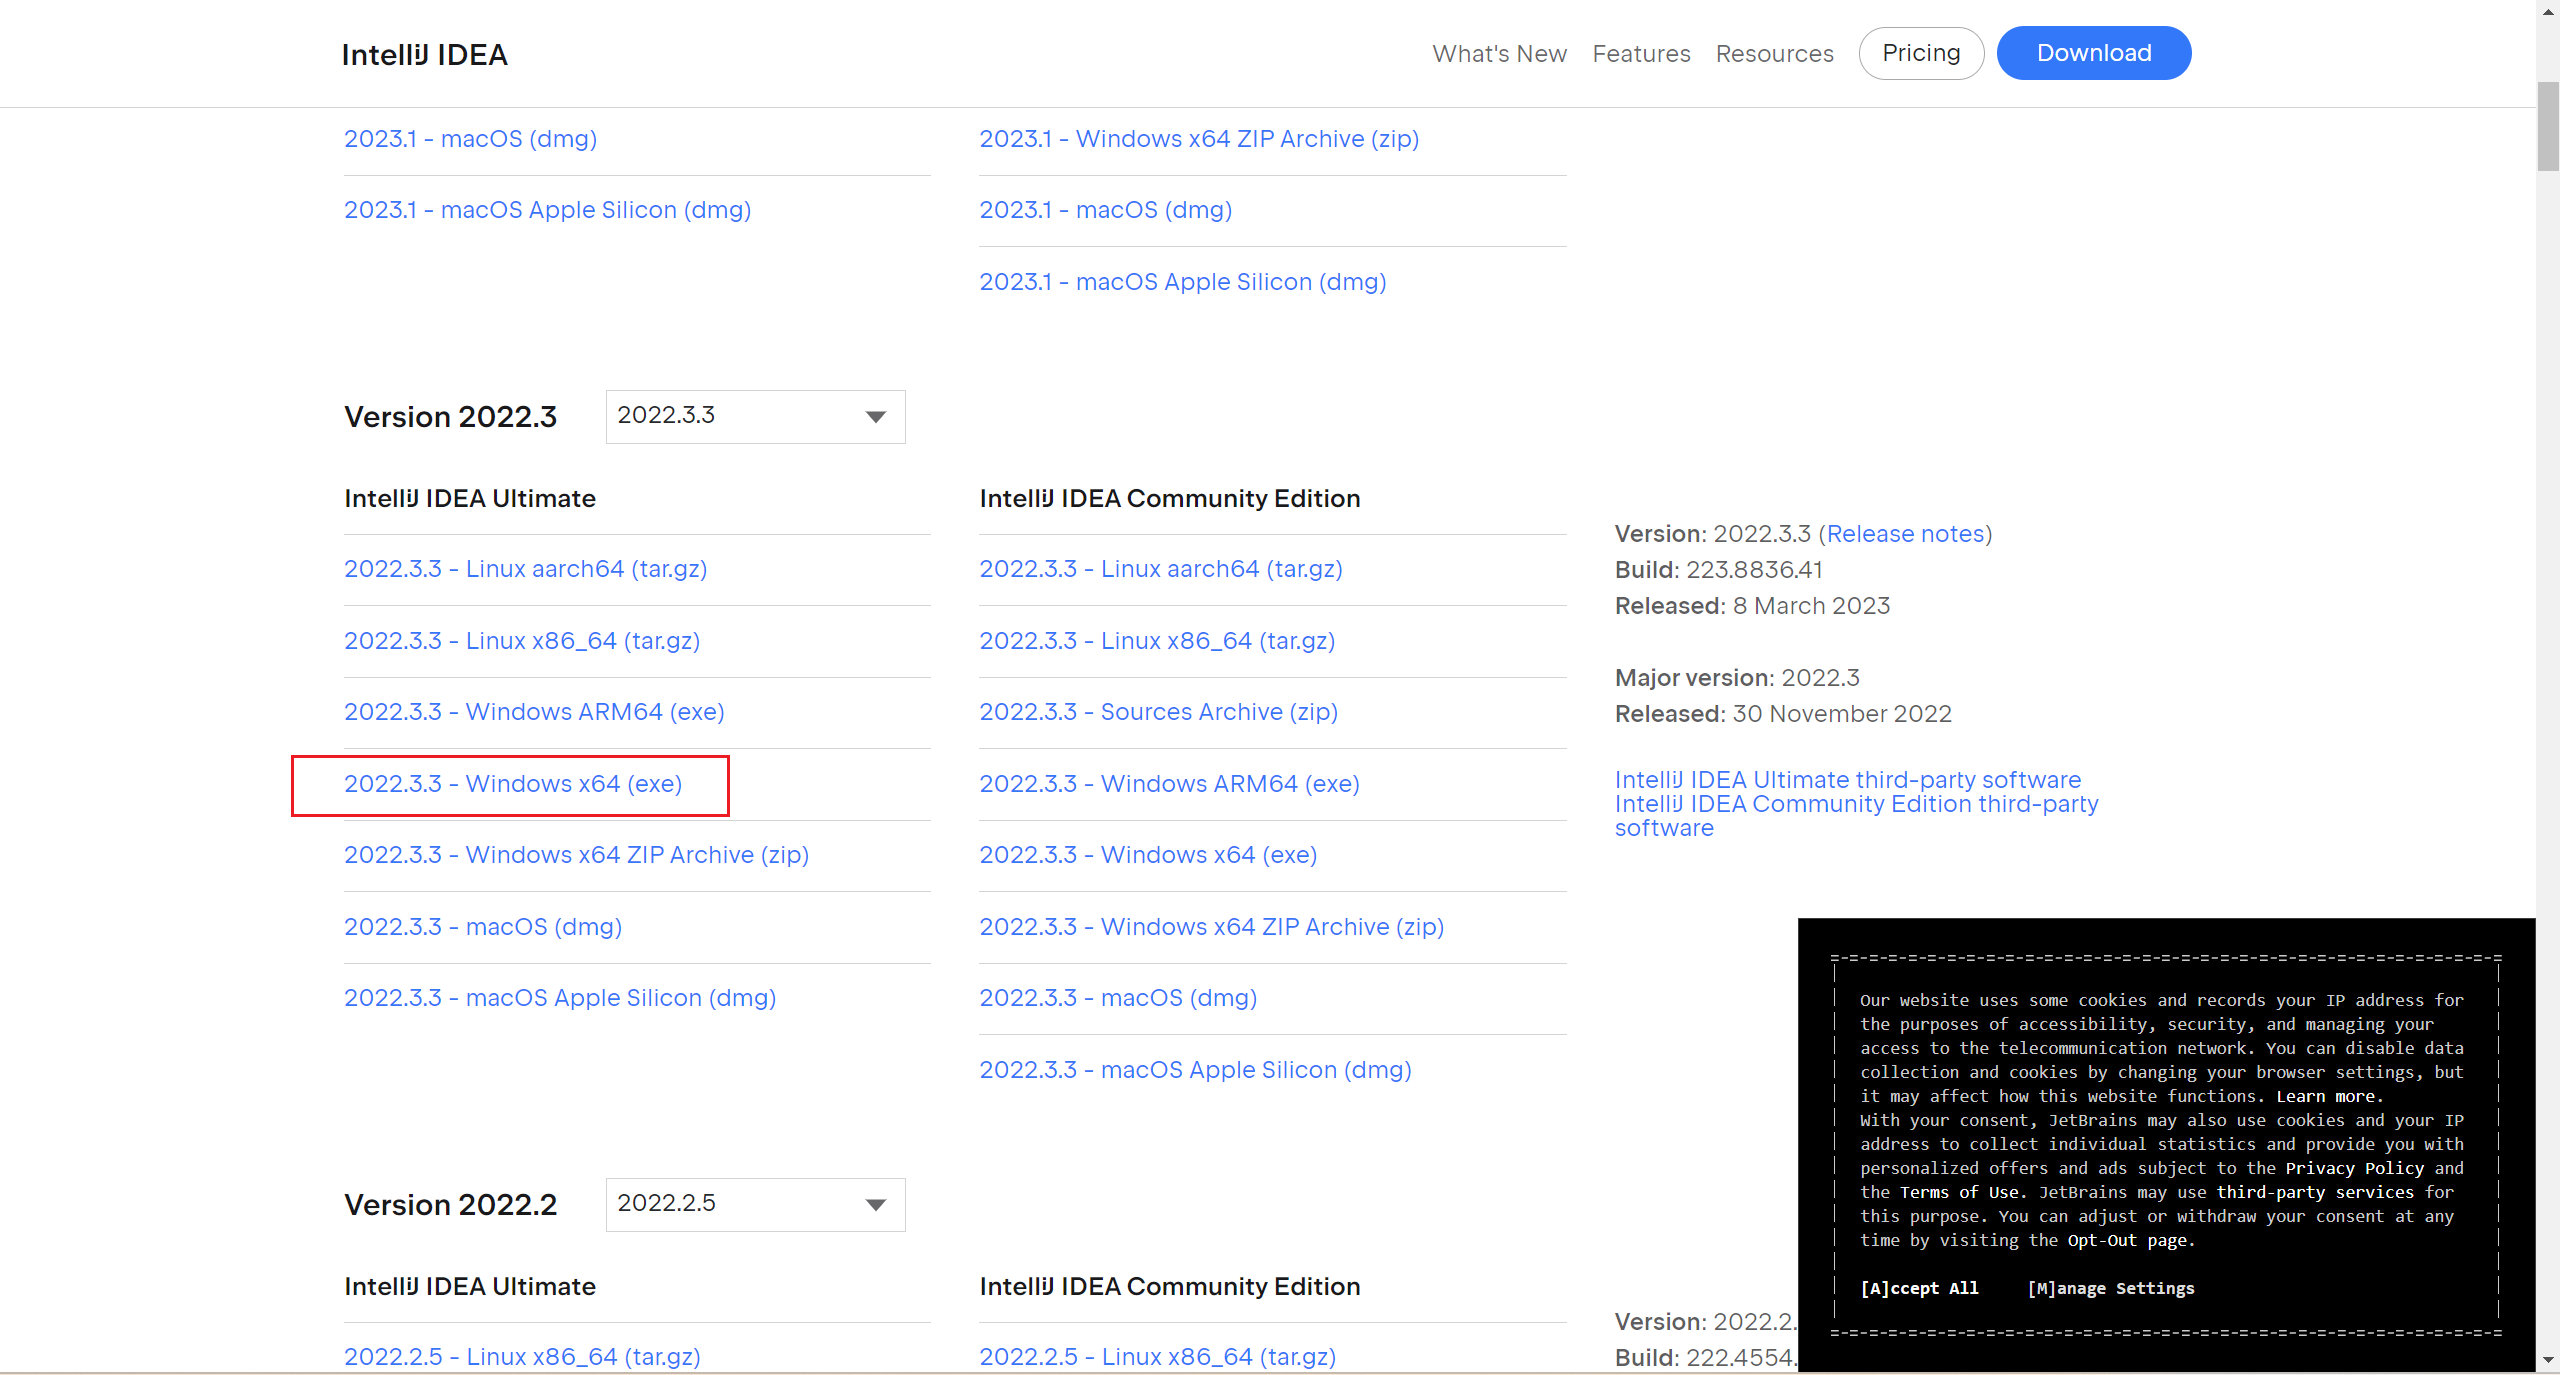 IntelliJ IDEA
What's New
Features
Resources
Pricing
Download
2023.1 - macOS (dmg)
2023.1 - macOS Apple Silicon (dmg)
2023.1 - Windows x64 ZIP Archive (zip)
2023.1 - macOS (dmg)
2023.1 - macOS Apple Silicon (dmg)
Version 2022.3
2022.3.3
IntelliJ IDEA Ultimate
2022.3.3 - Linux aarch64 (tar.gz)
2022.3.3 - Linux x86_64 (tar.gz)
2022.3.3 - Windows ARM64 (exe)
2022.3.3 - Windows x64 (exe)
2022.3.3 - Windows x64 ZIP Archive (zip)
2022.3.3 - macOS (dmg)
2022.3.3 - macOS Apple Silicon (dmg)
IntelliJ IDEA Community Edition
2022.3.3 - Linux aarch64 (tar.gz)
2022.3.3 - Linux x86_64 (tar.gz)
2022.3.3 - Sources Archive (zip)
2022.3.3 - Windows ARM64 (exe)
2022.3.3 - Windows x64 (exe)
2022.3.3 - Windows x64 ZIP Archive (zip)
2022.3.3 - macOS (dmg)
2022.3.3 - macOS Apple Silicon (dmg)
Version: 2022.3.3 (Release notes)
Build: 223.8836.41
Released: 8 March 2023
Major version: 2022.3
Released: 30 November 2022
IntelliJ IDEA Ultimate third-party software
IntelliJ IDEA Community Edition third-party
software
Version 2022.2
2022.2.5
IntelliJ IDEA Ultimate
2022.2.5 - Linux x86_64 (tar.gz)
IntelliJ IDEA Community Edition
2022.2.5 - Linux x86_64 (tar.gz)
Version: 2022.2.
Build: 222.4554.
Our website uses some cookies and records your IP address for
the purposes of accessibility, security, and managing your
access to the telecommunication network. You can disable data
collection and cookies by changing your browser settings, but
it may affect how this website functions. Learn more.
With your consent, JetBrains may also use cookies and your IP
address to collect individual statistics and provide you with
personalized offers and ads subject to the Privacy Policy and
the Terms of Use. JetBrains may use third-party services for
this purpose. You can adjust or withdraw your consent at any
time by visiting the Opt-Out page.
[A]ccept All
[M]anage Settings